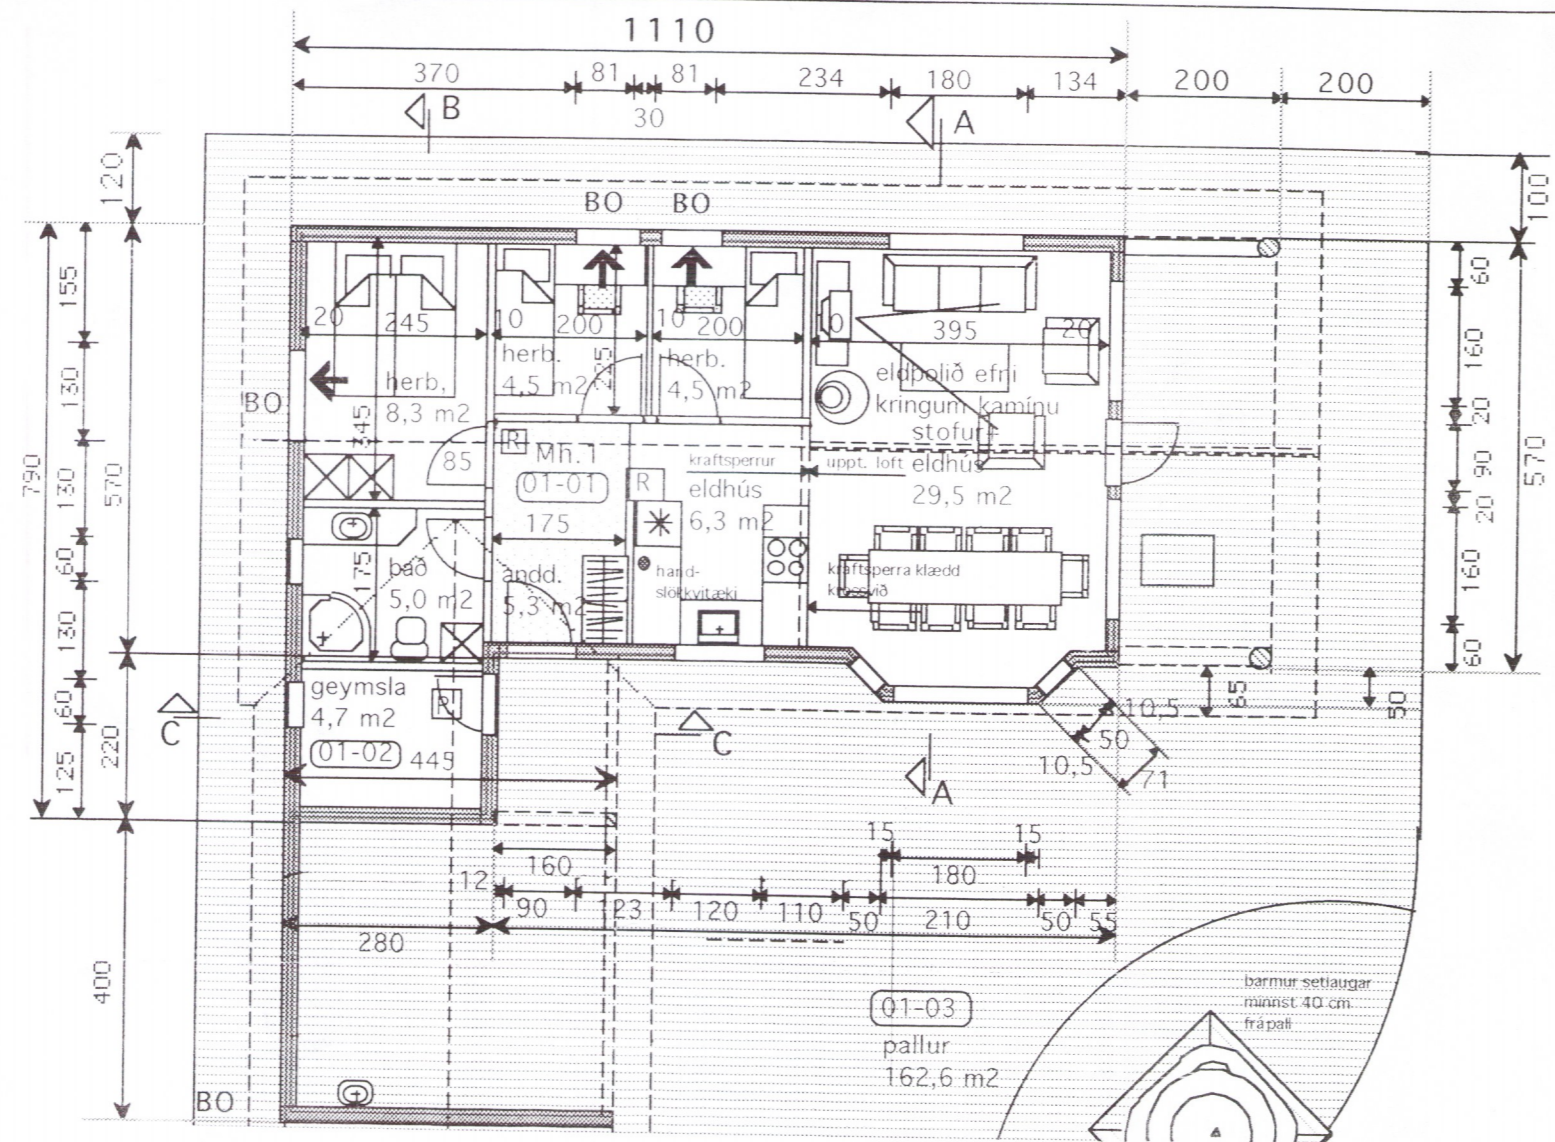 1110
370 81 81 234 180 134 200 200
30
B
A
120
100
BO BO
155
130
130
60
130
60
125
790
570
220
400
60
160
20
90
20
160
60
570
20 245
10 200
10 200
395 20
225
345
herb.
8,3 m2
herb.
4,5 m2
herb.
4,5 m2
eldpolið efni
kringum kamínu
stofur+
eldhús
29,5 m2
BO
85
R
Mh.1
01-01
175
R
kraftsperrur
eldhús
6,3 m2
uppt. loft
175
bað
5,0 m2
andd.
5,3 m2
hand-
slökkvitæki
kraftsperra klædd
krossvið
geymsla
4,7 m2
R
01-02
445
C
C
A
65
50
10,5
50
10,5
71
15 15
160
180
12
90 123 120 110 50 210 50 55
280
01-03
pallur
162,6 m2
barmur setlaugar
minnst 40 cm
frá pall
BO